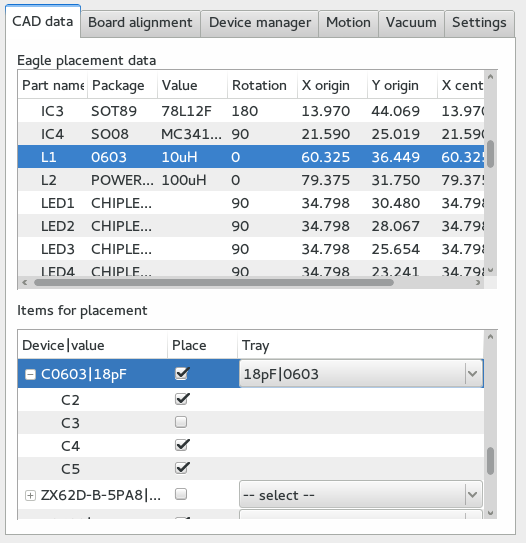 CAD data Board alignment Device manager Motion Vacuum Settings
Eagle placement data
Part name Package Value Rotation X origin Y origin X cent
IC3 SOT89 78L12F 180 13.970 44.069 13.970
IC4 SO08 MC341... 90 21.590 25.019 21.590
L1 0603 10uH 0 60.325 36.449 60.325
L2 POWER... 100uH 0 79.375 31.750 79.375
LED1 CHIPLE... 90 34.798 30.480 34.798
LED2 CHIPLE... 90 34.798 28.067 34.798
LED3 CHIPLE... 90 34.798 25.654 34.798
LED4 CHIPLE... 90 34.798 23.241 34.798
Items for placement
Device|value Place Tray
C0603|18pF 18pF|0603
C2
C3
C4
C5
ZX62D-B-5PA8|... -- select --